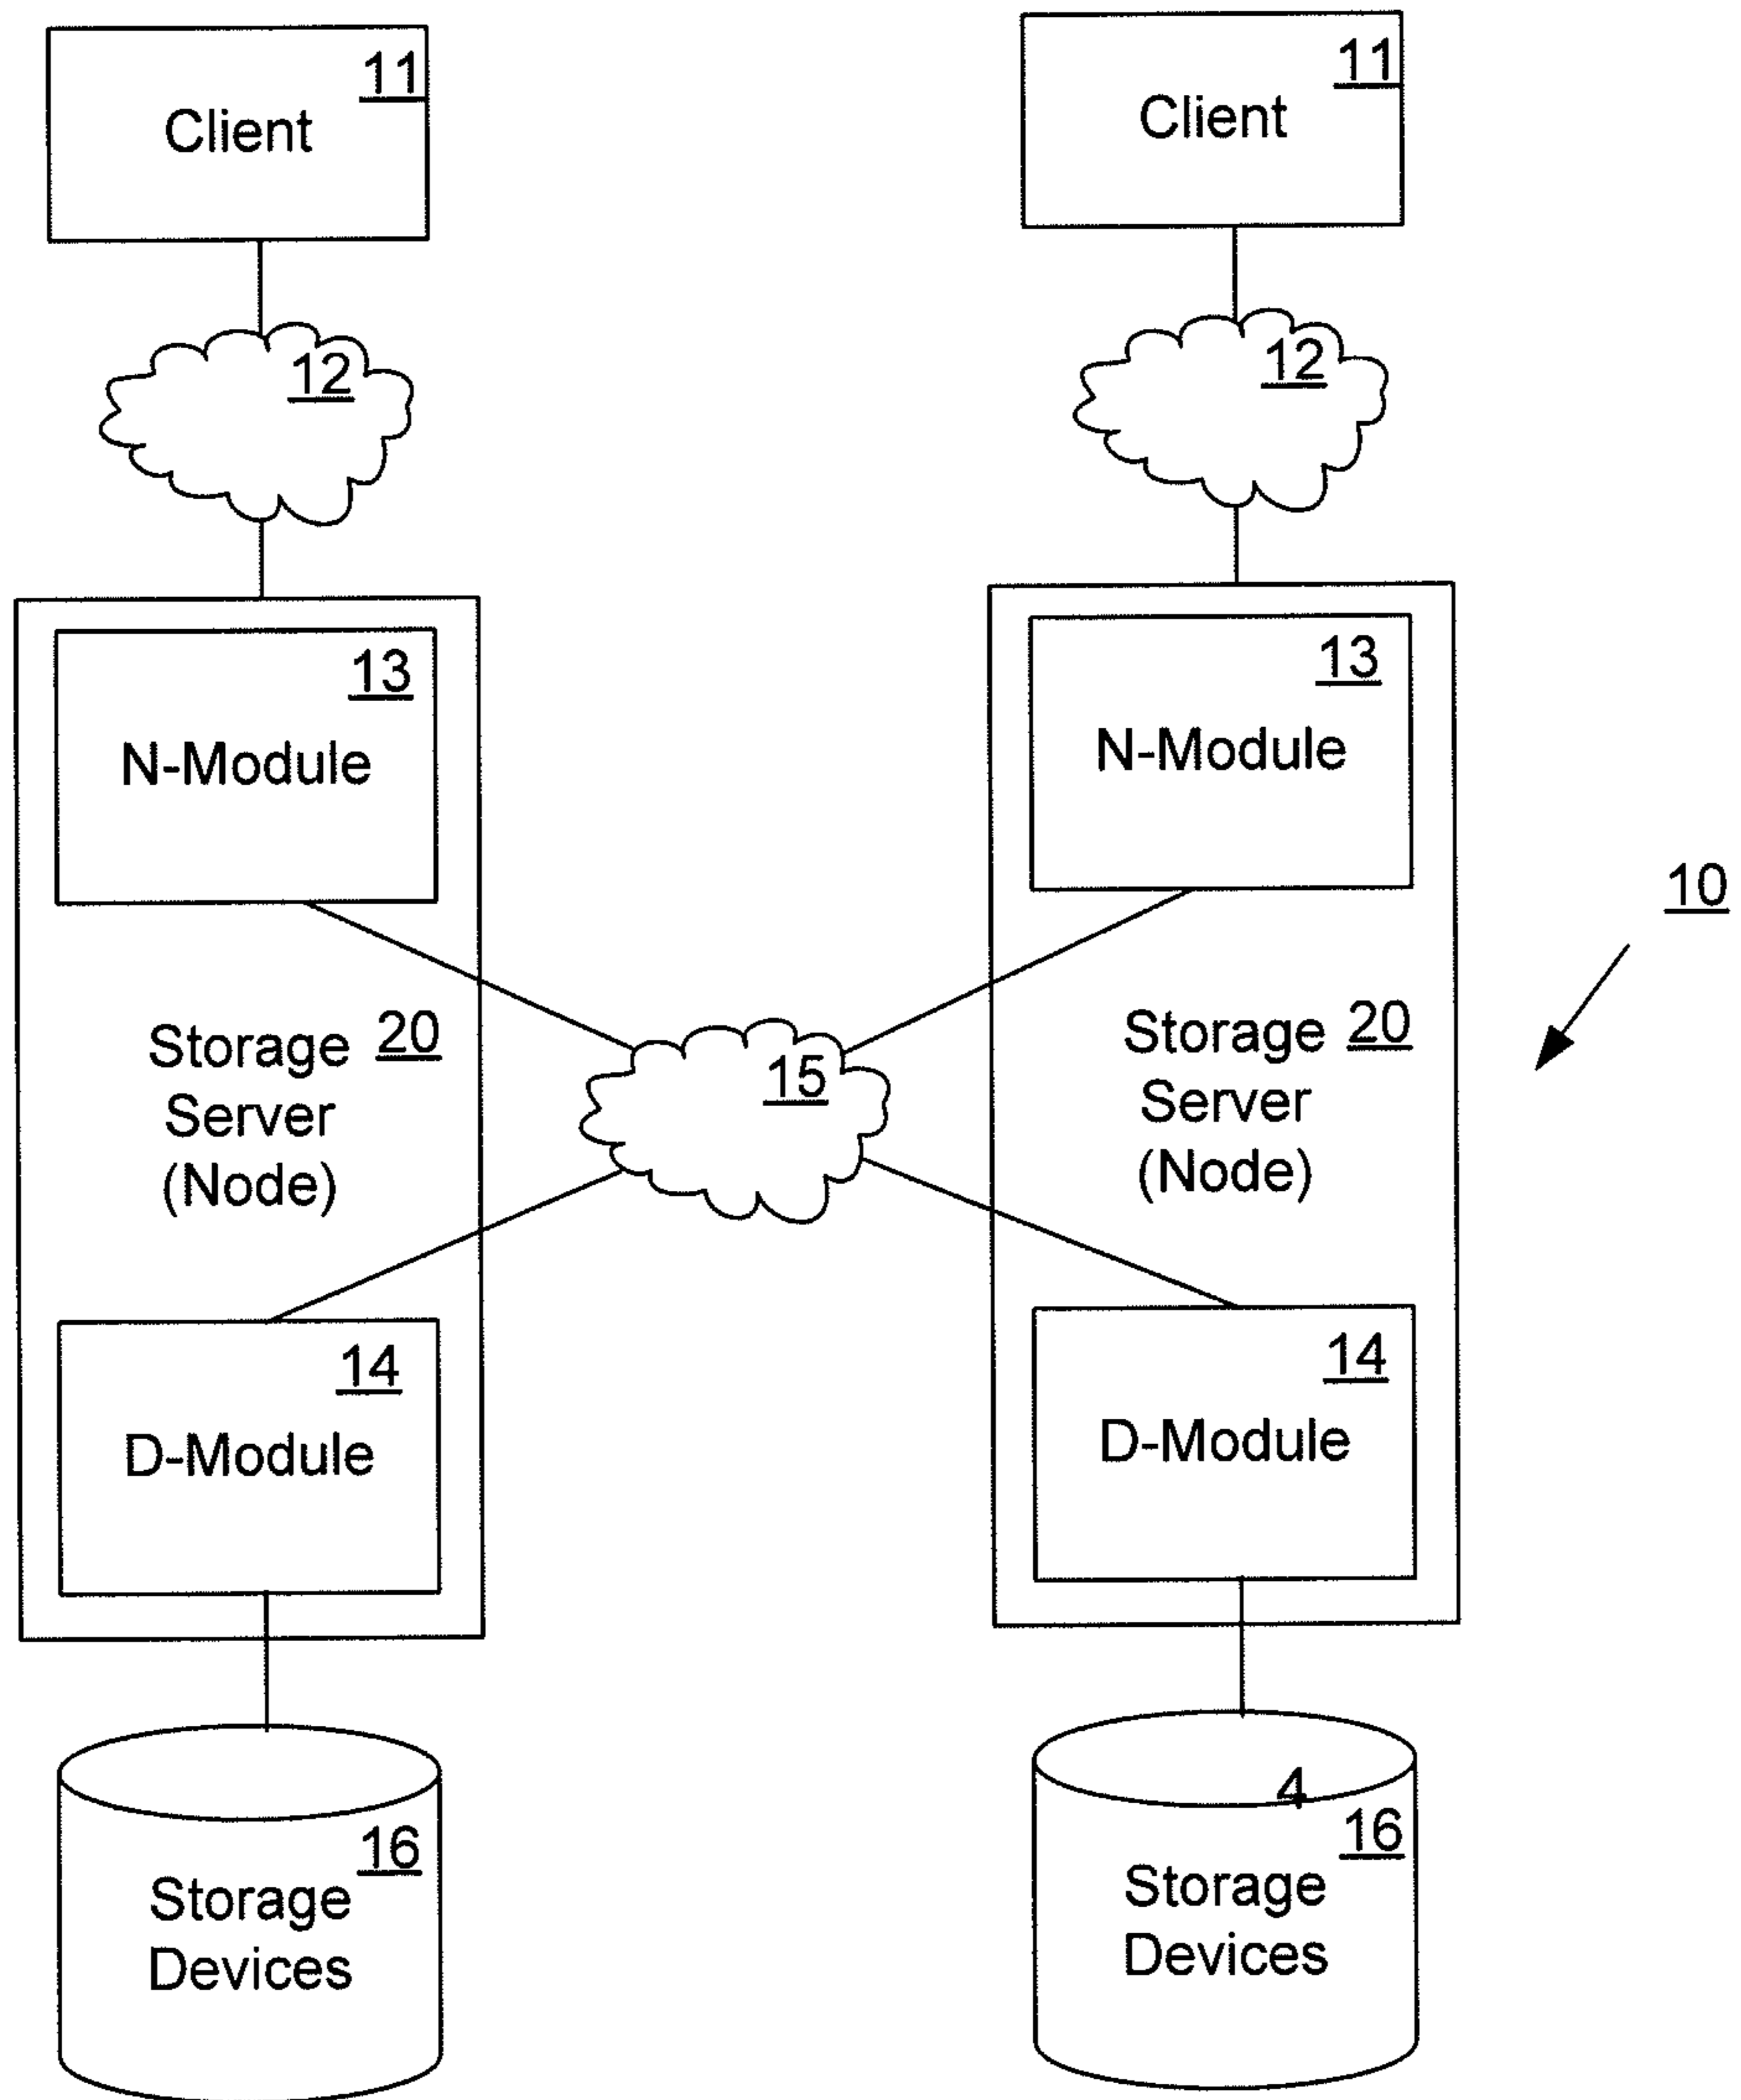 11
Client
11
Client
12
12
13
N-Module
13
N-Module
10
Storage 20
Server
(Node)
15
Storage 20
Server
(Node)
14
D-Module
14
D-Module
16
Storage
Devices
4
16
Storage
Devices